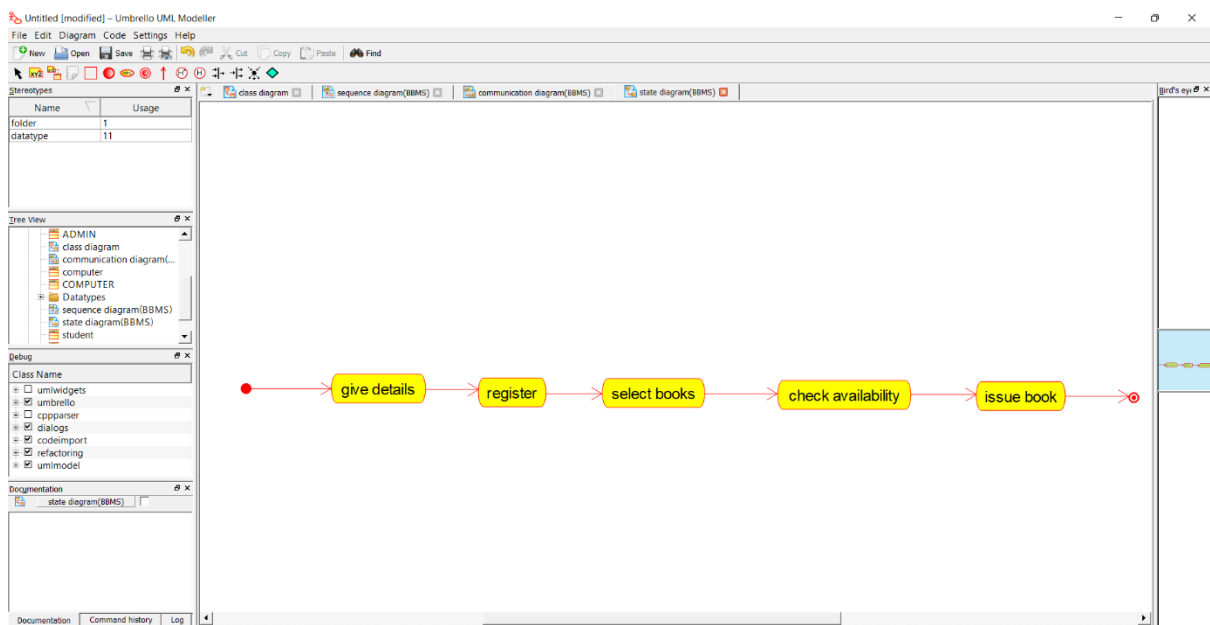 Untitled [modified] – Umbrello UML Modeller
File Edit Diagram Code Settings Help
New Open Save Cut Copy Paste Find
XYZ
H H
Stereotypes
Name Usage
folder 1
datatype 11
class diagram sequence diagram(BBMS) communication diagram(BBMS) state diagram(BBMS)
Bird's eye
Tree View
ADMIN
class diagram
communication diagram(...
computer
COMPUTER
Datatypes
sequence diagram(BBMS)
state diagram(BBMS)
student
Debug
Class Name
umlwidgets
umbrello
cppparser
dialogs
codeimport
refactoring
umlmodel
Documentation
state diagram(BBMS)
Documentation Command history Log
give details register select books check availability issue book